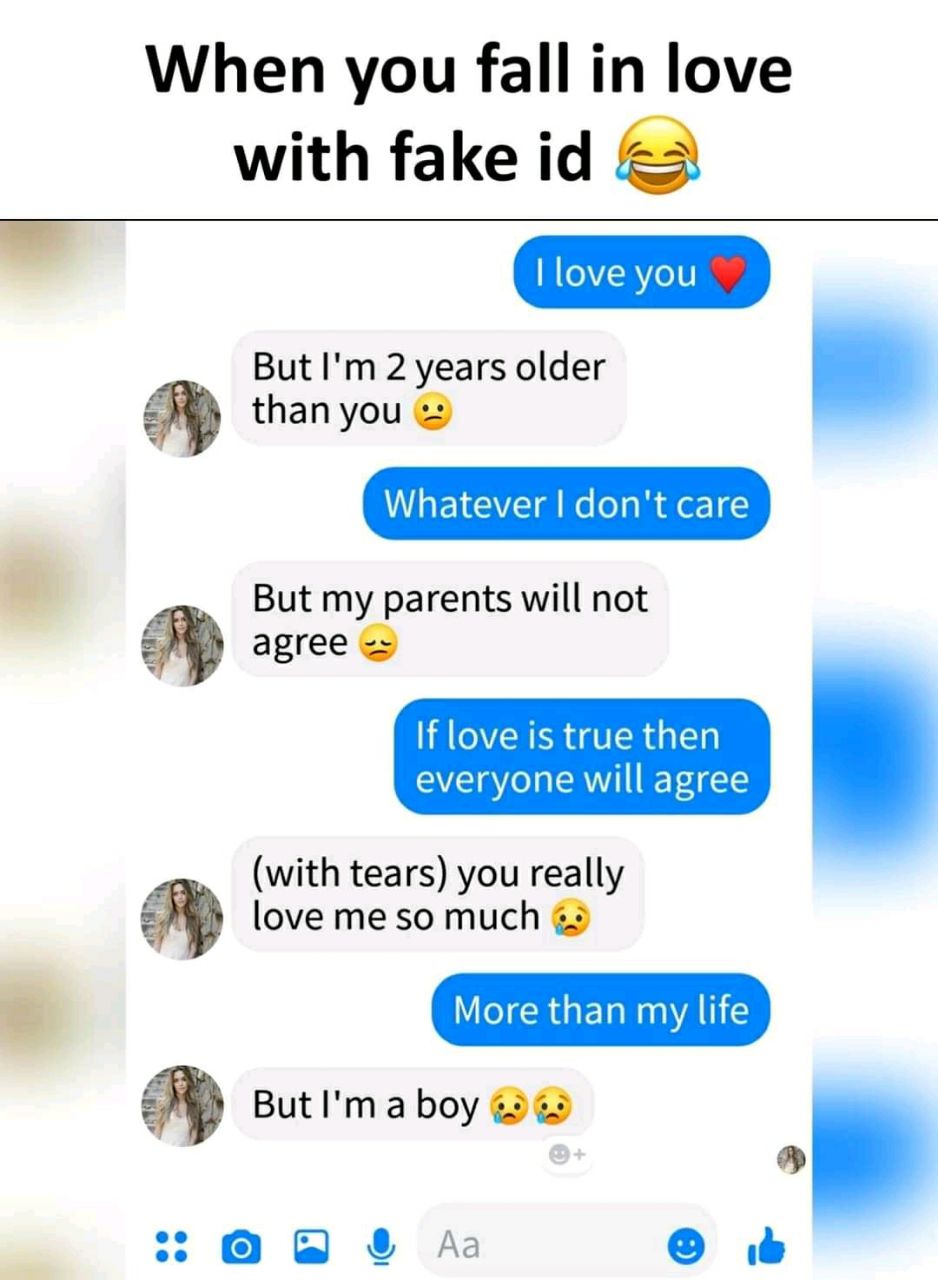 When you fall in love
with fake id 😂
I love you ❤️
But I'm 2 years older
than you 😕
Whatever I don't care
But my parents will not
agree 😞
If love is true then
everyone will agree
(with tears) you really
love me so much 😢
More than my life
But I'm a boy 😢😢
Aa